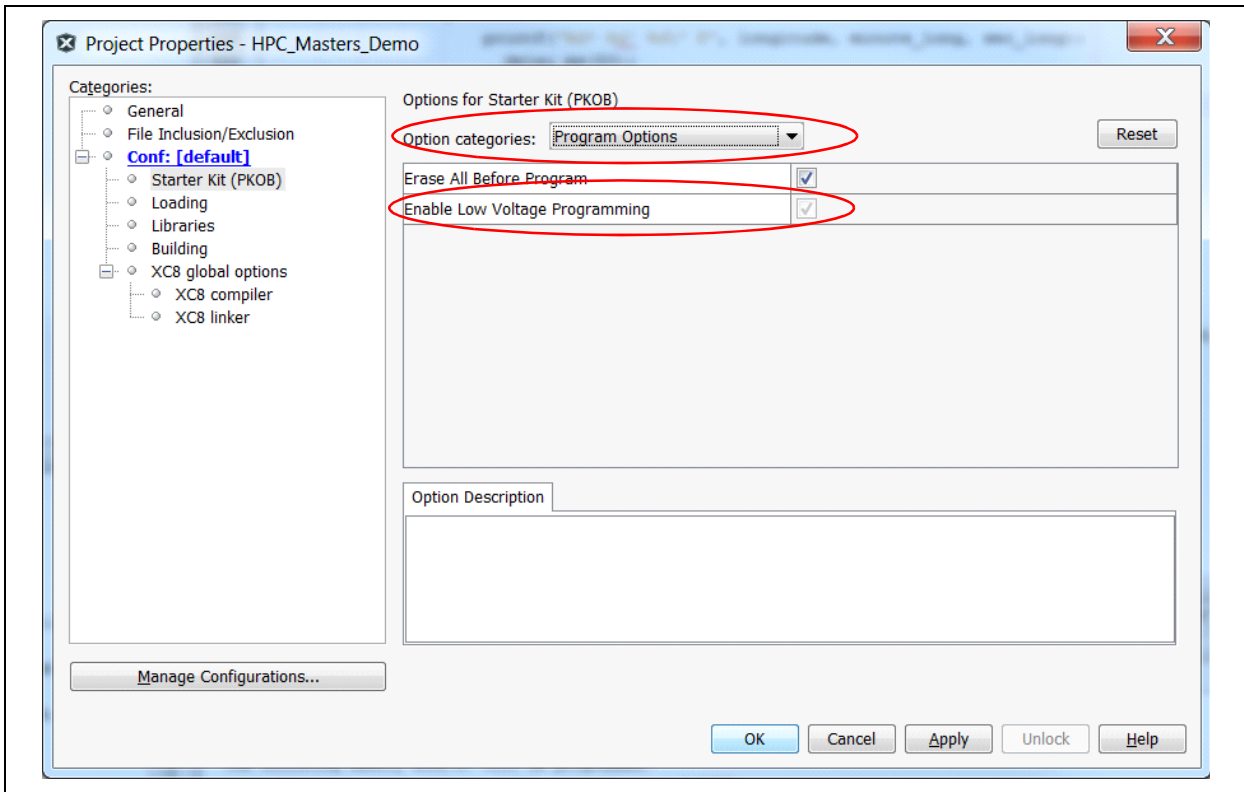 Project Properties - HPC_Masters_Demo
X
Categories:
General
File Inclusion/Exclusion
Conf: [default]
Starter Kit (PKOB)
Loading
Libraries
Building
XC8 global options
XC8 compiler
XC8 linker
Manage Configurations...
Options for Starter Kit (PKOB)
Option categories: Program Options
Reset
Erase All Before Program
Enable Low Voltage Programming
Option Description
OK Cancel Apply Unlock Help